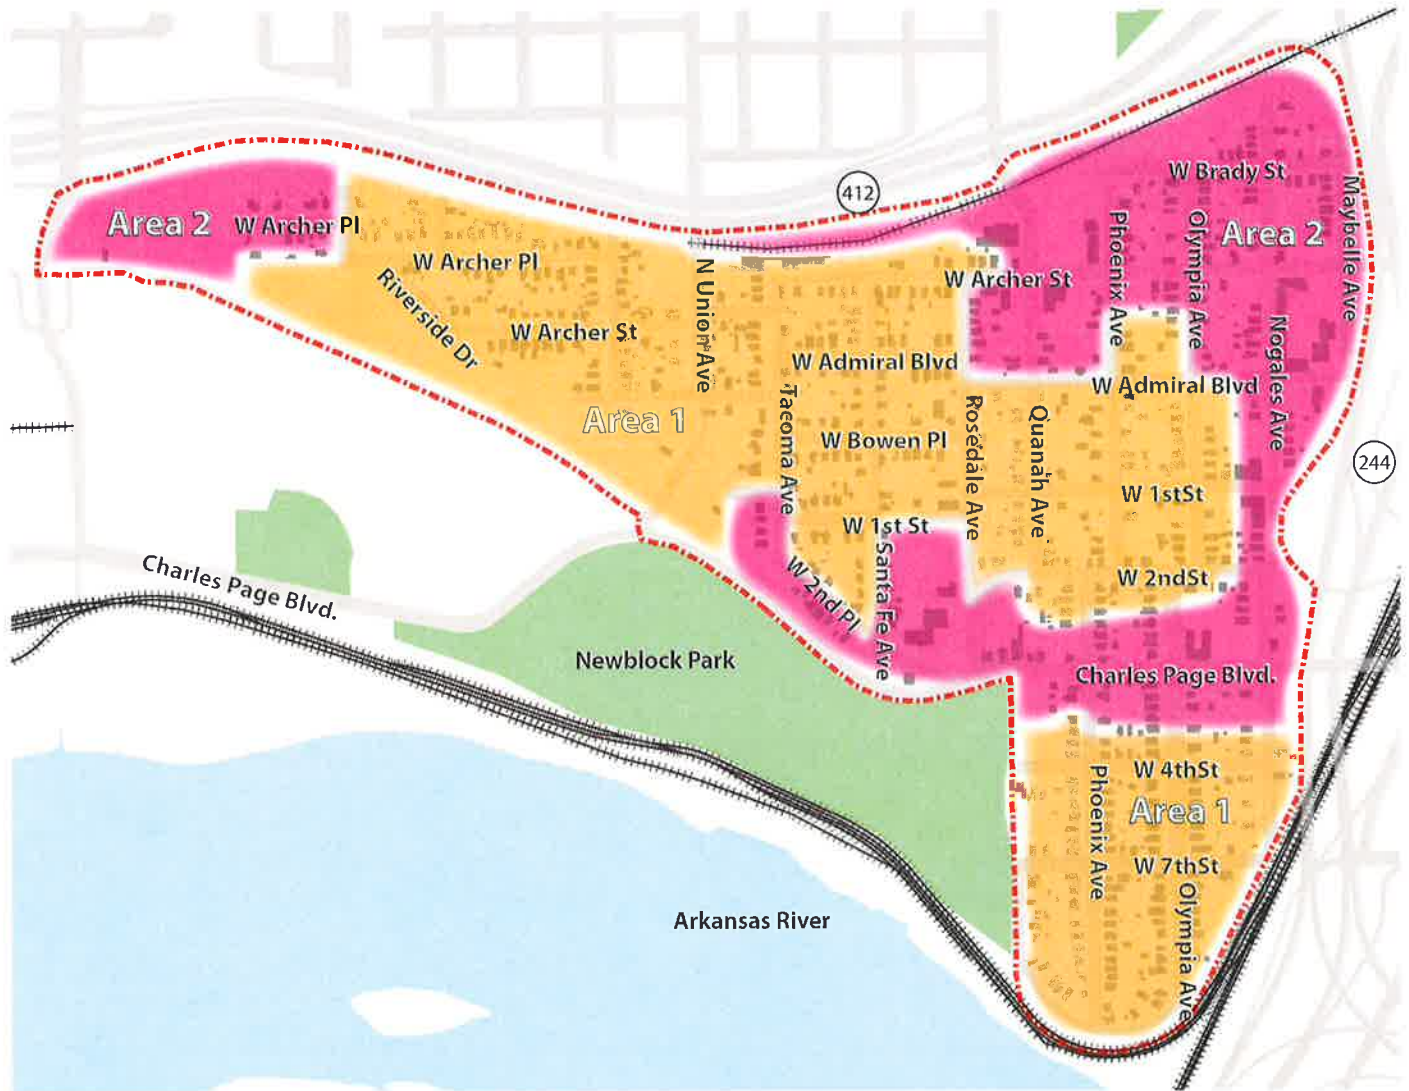 W Brady St
412
Maybelle Ave
Area 2
W Archer Pl
Phoenix Ave
Olympia Ave
Area 2
W Archer Pl
N Union Ave
W Archer St
Riverside Dr
W Archer St
Nogales Ave
W Admiral Blvd
W Admiral Blvd
Area 1
Tacoma Ave
Rosedale Ave
Quanah Ave
W Bowen Pl
244
W 1stSt
W 1st St
Santa Fe Ave
W 2ndSt
Charles Page Blvd.
W 2nd Pl
Newblock Park
Charles Page Blvd.
W 4thSt
Phoenix Ave
Area 1
W 7thSt
Olympia Ave
Arkansas River